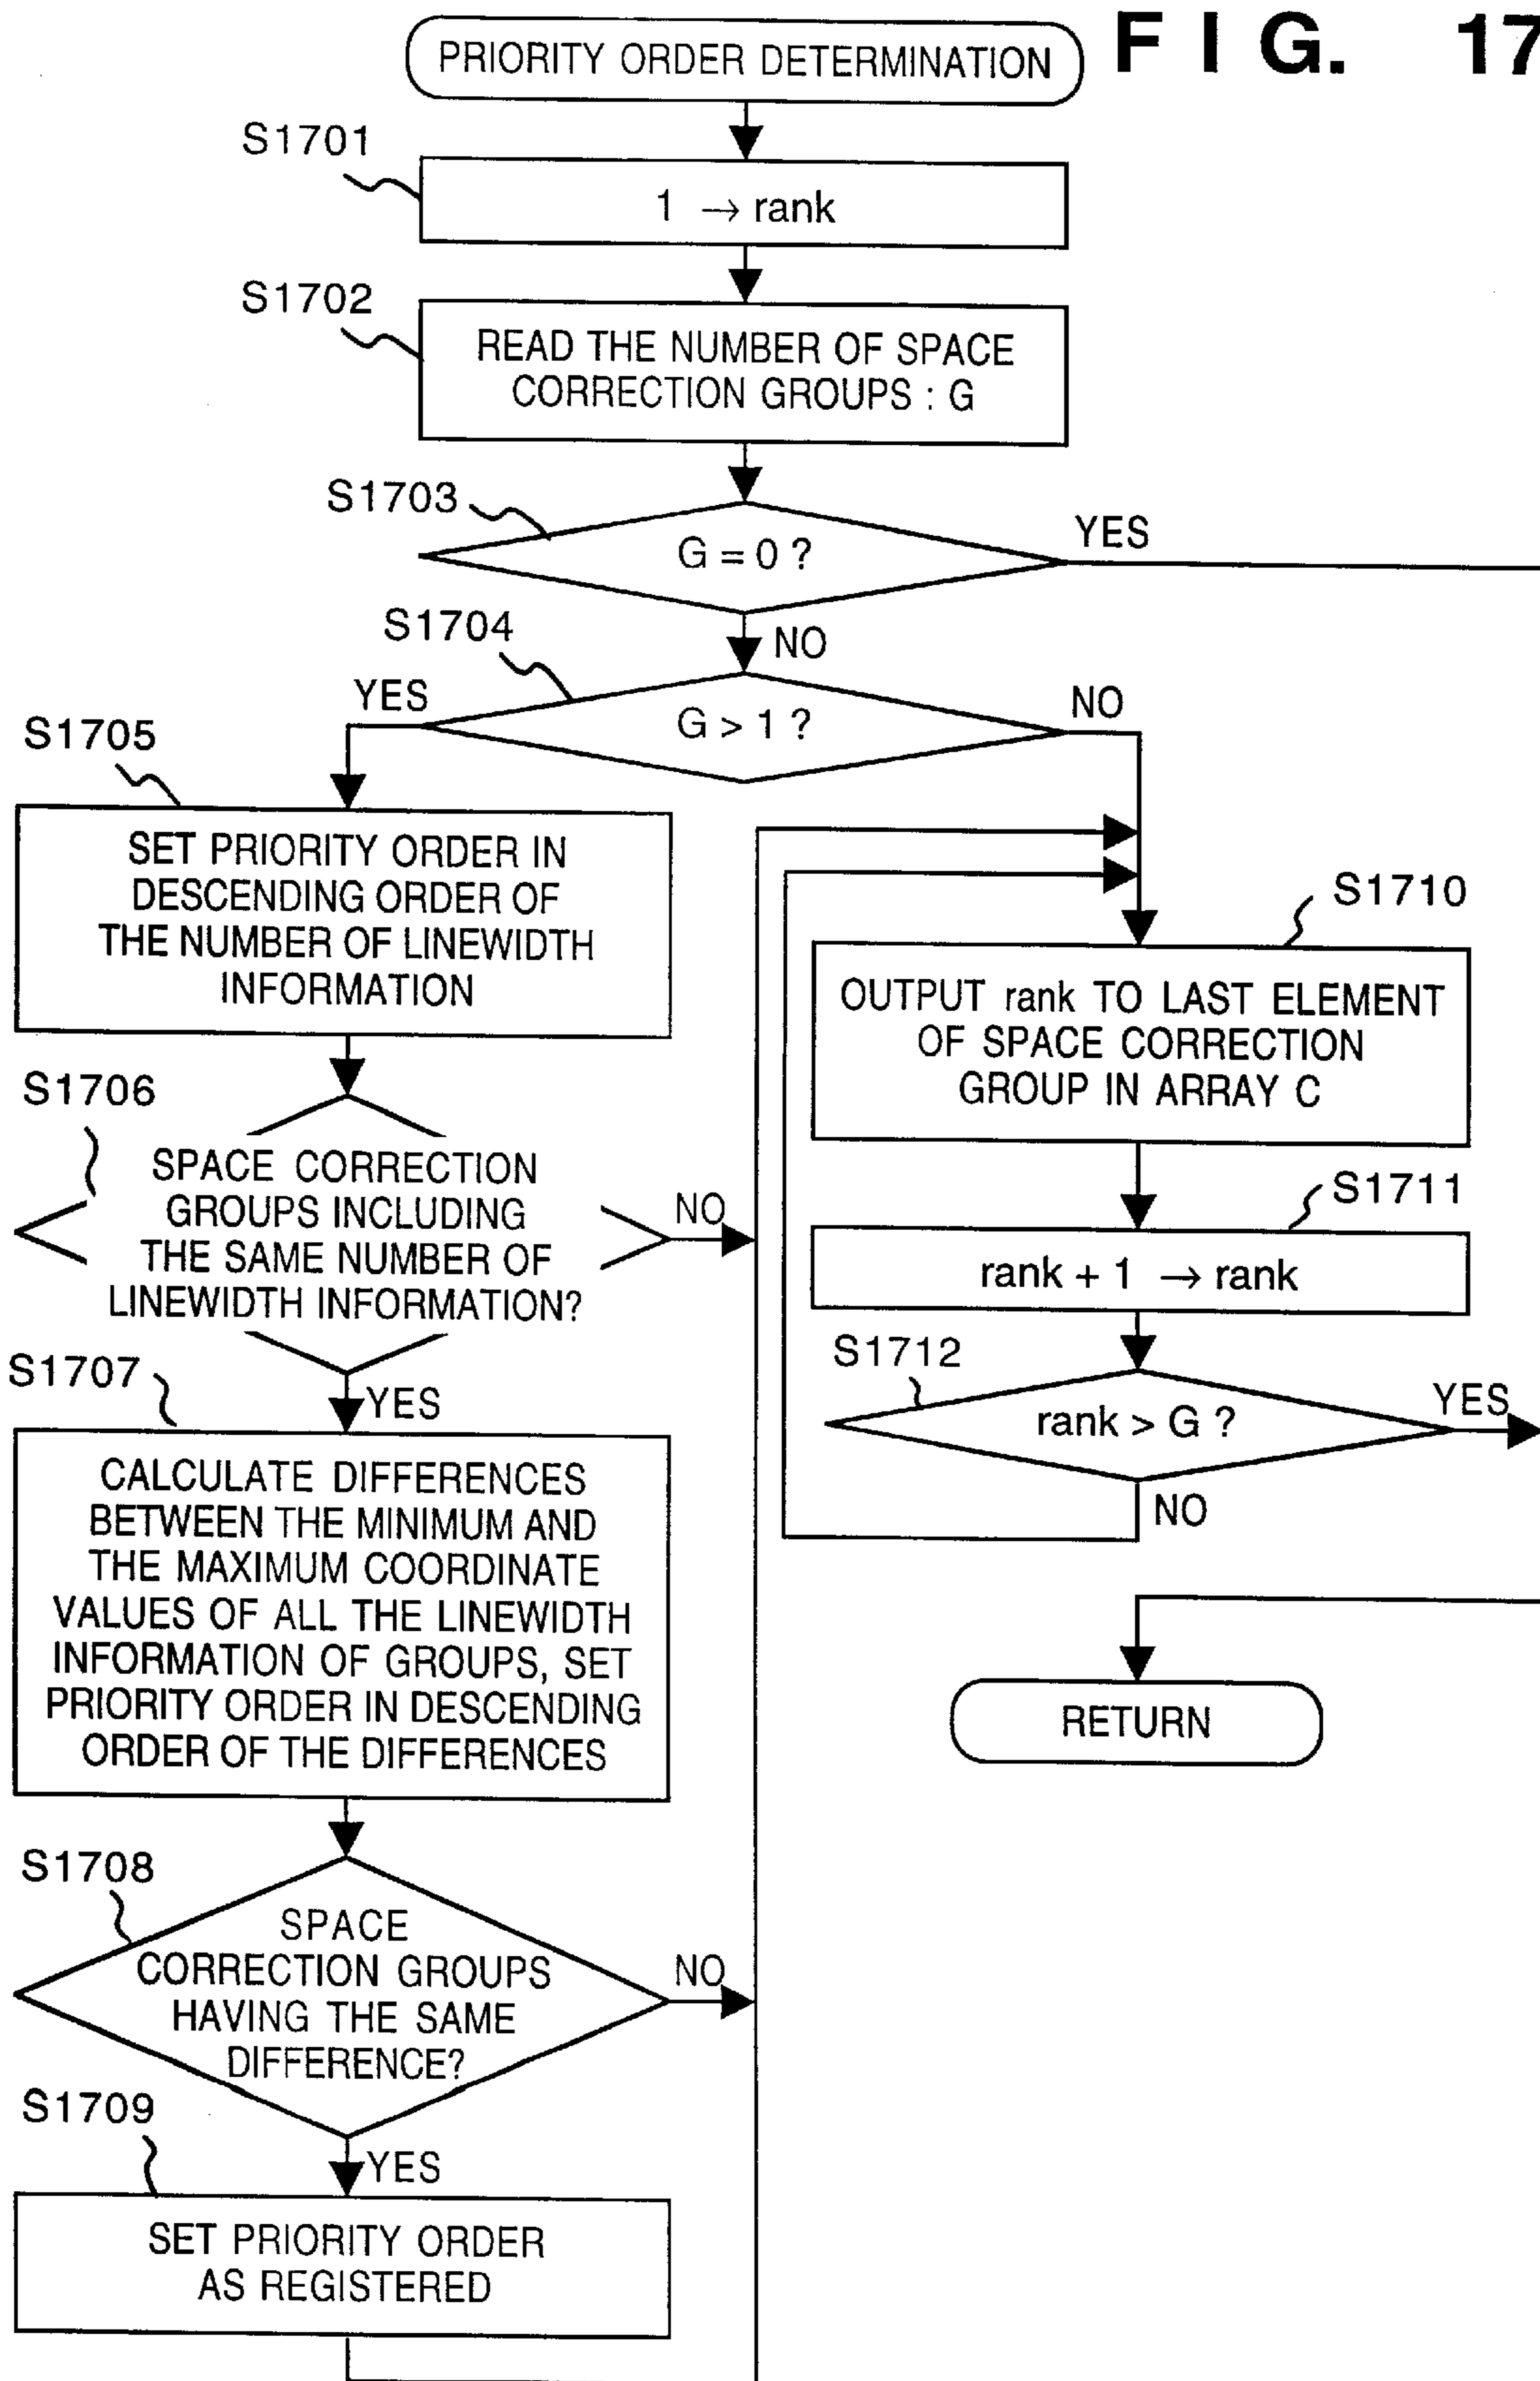 FIG. 17
PRIORITY ORDER DETERMINATION
S1701
1 → rank
S1702
READ THE NUMBER OF SPACE
CORRECTION GROUPS : G
S1703
G = 0 ?
YES
NO
S1704
G > 1 ?
YES
NO
S1705
SET PRIORITY ORDER IN
DESCENDING ORDER OF
THE NUMBER OF LINEWIDTH
INFORMATION
S1706
SPACE CORRECTION
GROUPS INCLUDING
THE SAME NUMBER OF
LINEWIDTH INFORMATION?
NO
YES
S1707
CALCULATE DIFFERENCES
BETWEEN THE MINIMUM AND
THE MAXIMUM COORDINATE
VALUES OF ALL THE LINEWIDTH
INFORMATION OF GROUPS, SET
PRIORITY ORDER IN DESCENDING
ORDER OF THE DIFFERENCES
S1708
SPACE
CORRECTION GROUPS
HAVING THE SAME
DIFFERENCE?
NO
YES
S1709
SET PRIORITY ORDER
AS REGISTERED
S1710
OUTPUT rank TO LAST ELEMENT
OF SPACE CORRECTION
GROUP IN ARRAY C
S1711
rank + 1 → rank
S1712
rank > G ?
YES
NO
RETURN